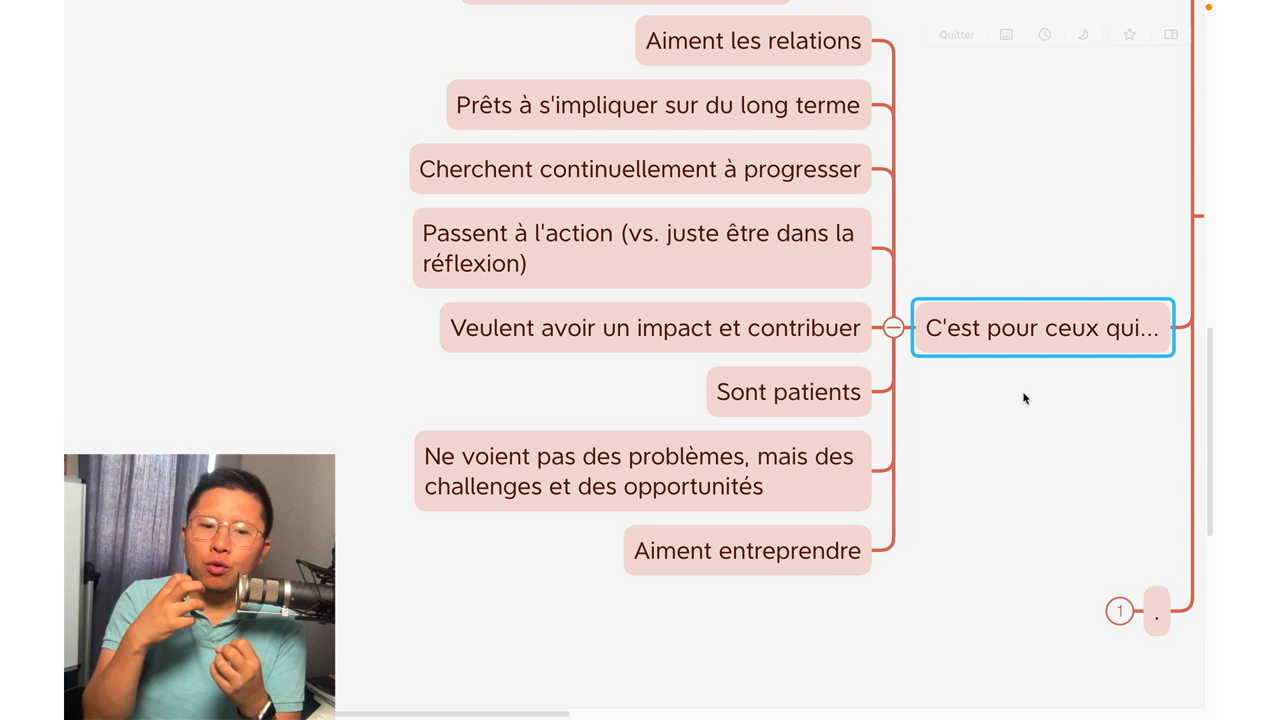 Quitter
Aiment les relations
Prêts à s'impliquer sur du long terme
Cherchent continuellement à progresser
Passent à l'action (vs. juste être dans la
réflexion)
Veulent avoir un impact et contribuer
C'est pour ceux qui...
Sont patients
Ne voient pas des problèmes, mais des
challenges et des opportunités
Aiment entreprendre
1 .